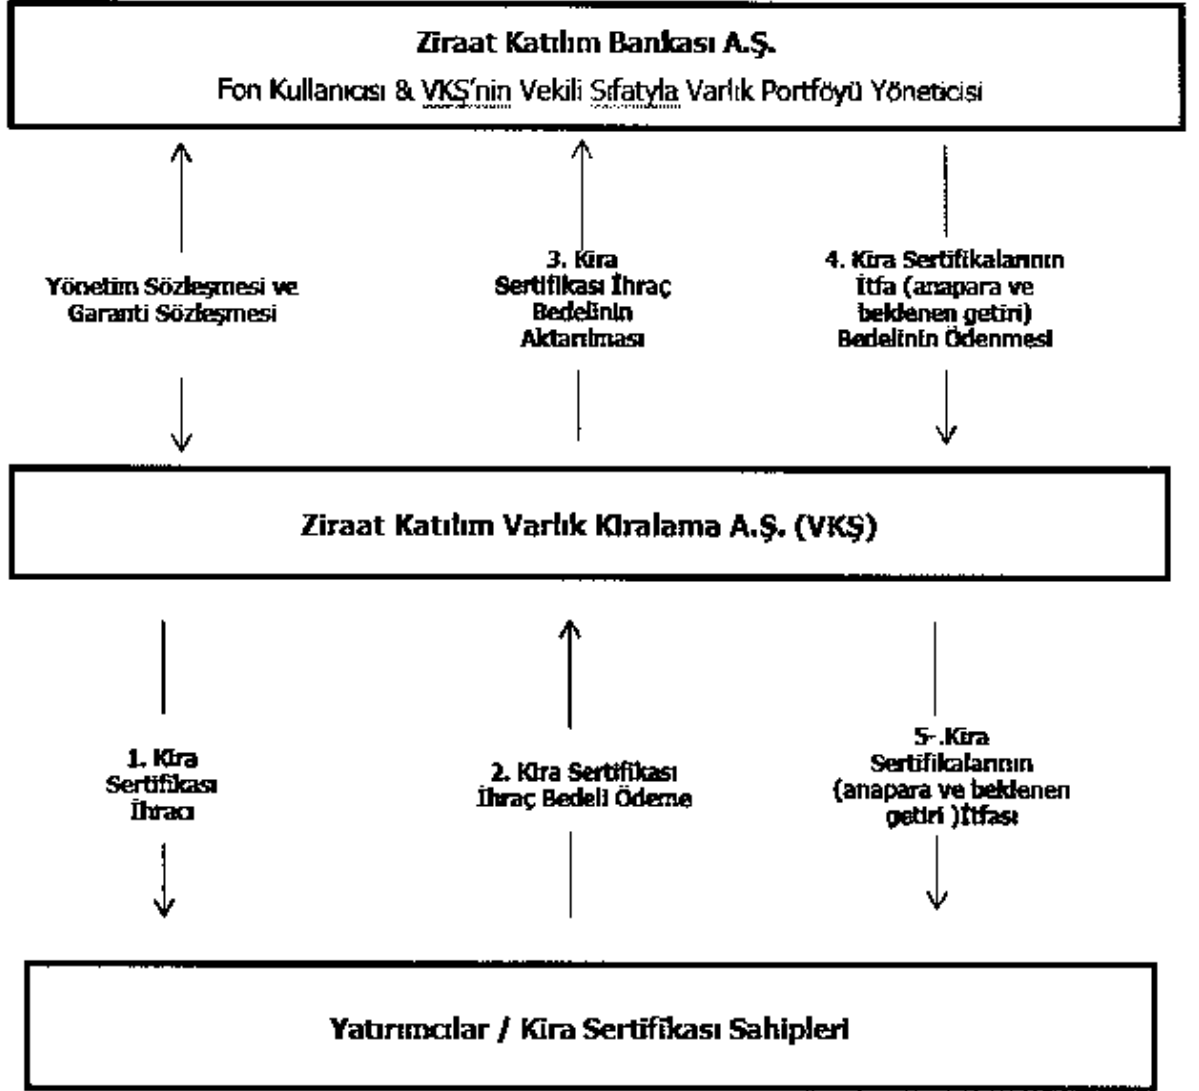 Ziraat Katılım Bankası A.Ş.
Fon Kullanıcısı & VKŞ'nin Vekili Sıfatyla Varlık Portföyü Yöneticisi
Yönetim Sözleşmesi ve
Garanti Sözleşmesi
3. Kira
Sertifikası İhraç
Bedelinin
Aktarılması
4. Kira Sertifikalarının
İtfa (anapara ve
beklenen getiri)
Bedelinin Ödenmesi
Ziraat Katılım Varlık Kiralama A.Ş. (VKŞ)
1. Kira
Sertifikası
İhracı
2. Kira Sertifikası
İhraç Bedeli Ödeme
5-.Kira
Sertifikalarının
(anapara ve beklenen
getiri )İtfası
Yatırımcılar / Kira Sertifikası Sahipleri